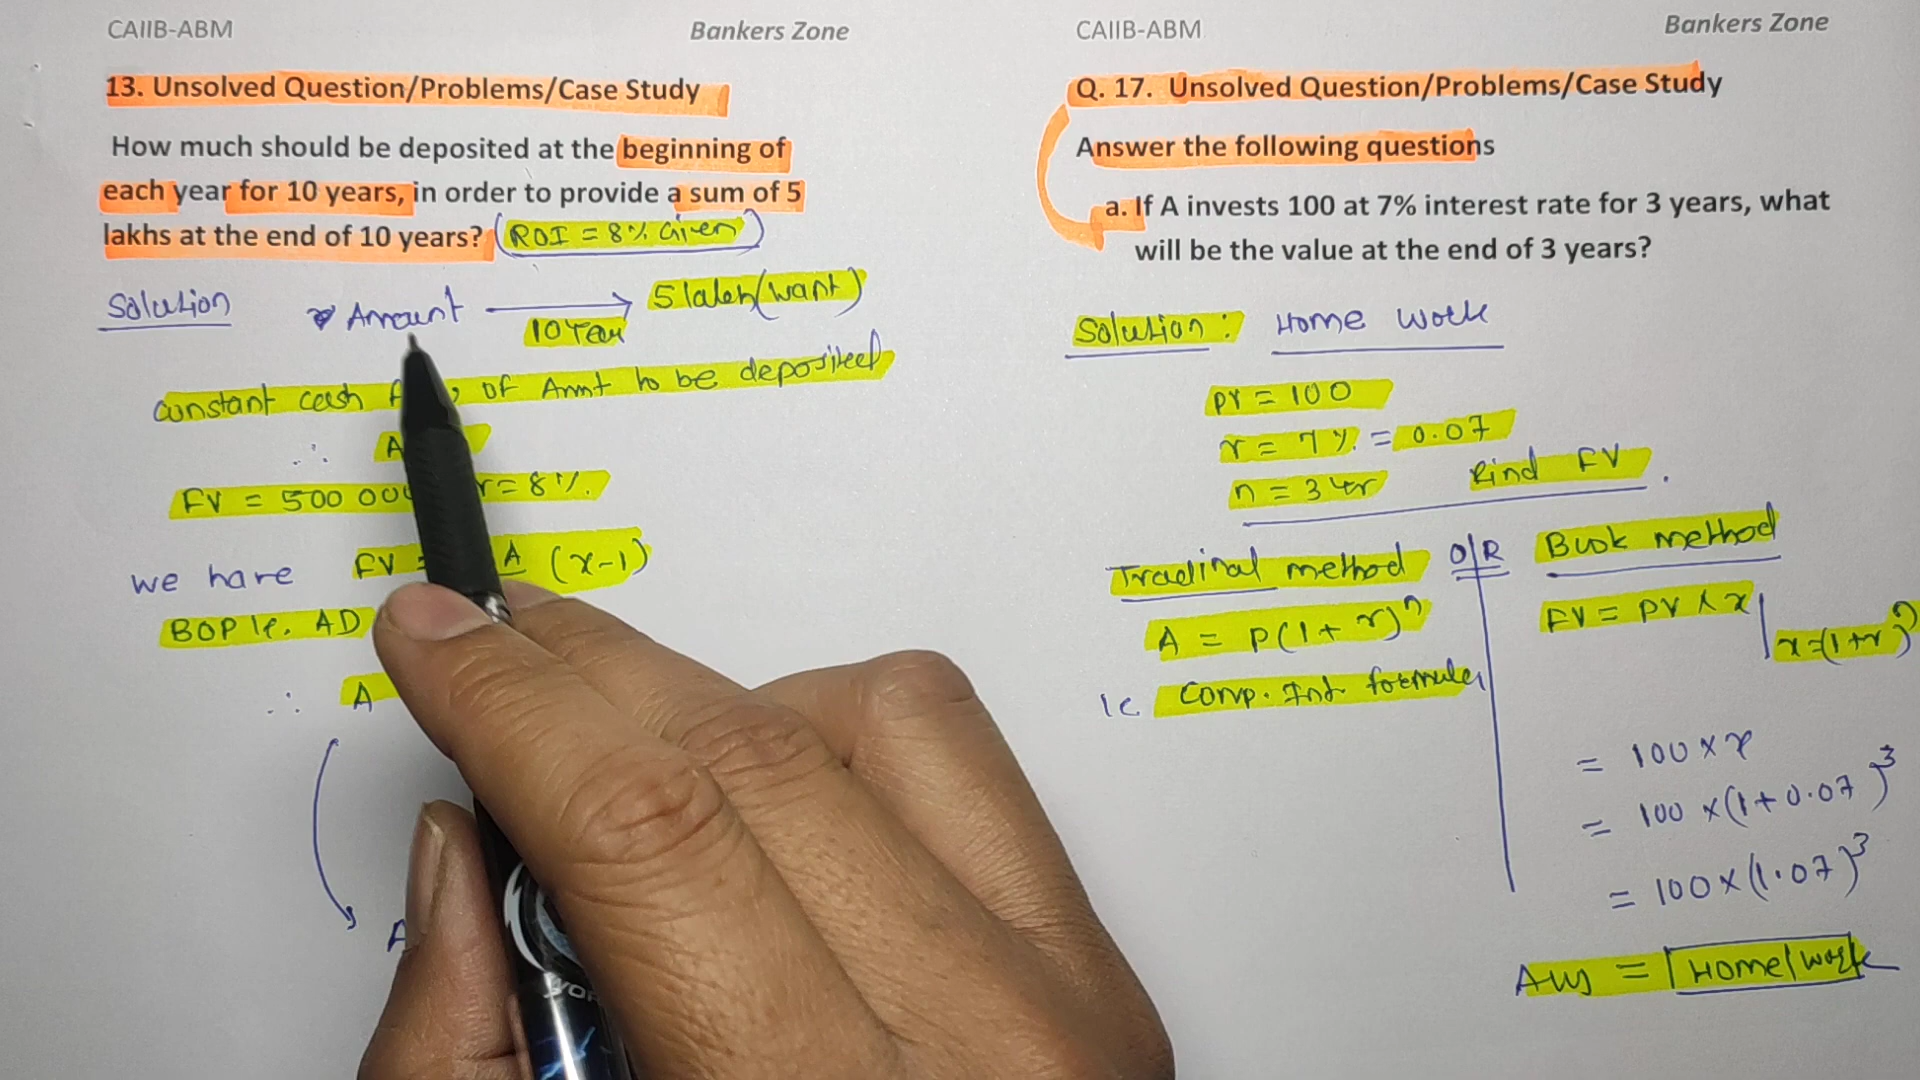 CAIIB-ABM
Bankers Zone
13. Unsolved Question/Problems/Case Study
How much should be deposited at the beginning of
each year for 10 years, in order to provide a sum of 5
lakhs at the end of 10 years? (ROI = 8% Given)
Solution
Amount
10 Year
5 lakh (want)
constant cash of Amt to be deposited
∴ A
FV = 500 000 r = 8%.
we have FV = A (x-1)
BOP ie. AD
∴ A
A
CAIIB-ABM
Bankers Zone
Q. 17. Unsolved Question/Problems/Case Study
Answer the following questions
a. If A invests 100 at 7% interest rate for 3 years, what
will be the value at the end of 3 years?
Solution: Home work
PV = 100
r = 7% = 0.07
n = 3 yr find FV.
Tradinal method
A = P(1+r)^n
ie Comp. Int. formula
O/R
Book method
FV = PV × x
x=(1+r)^n
= 100 × x
= 100 × (1+0.07)^3
= 100 × (1.07)^3
Ans = Home work